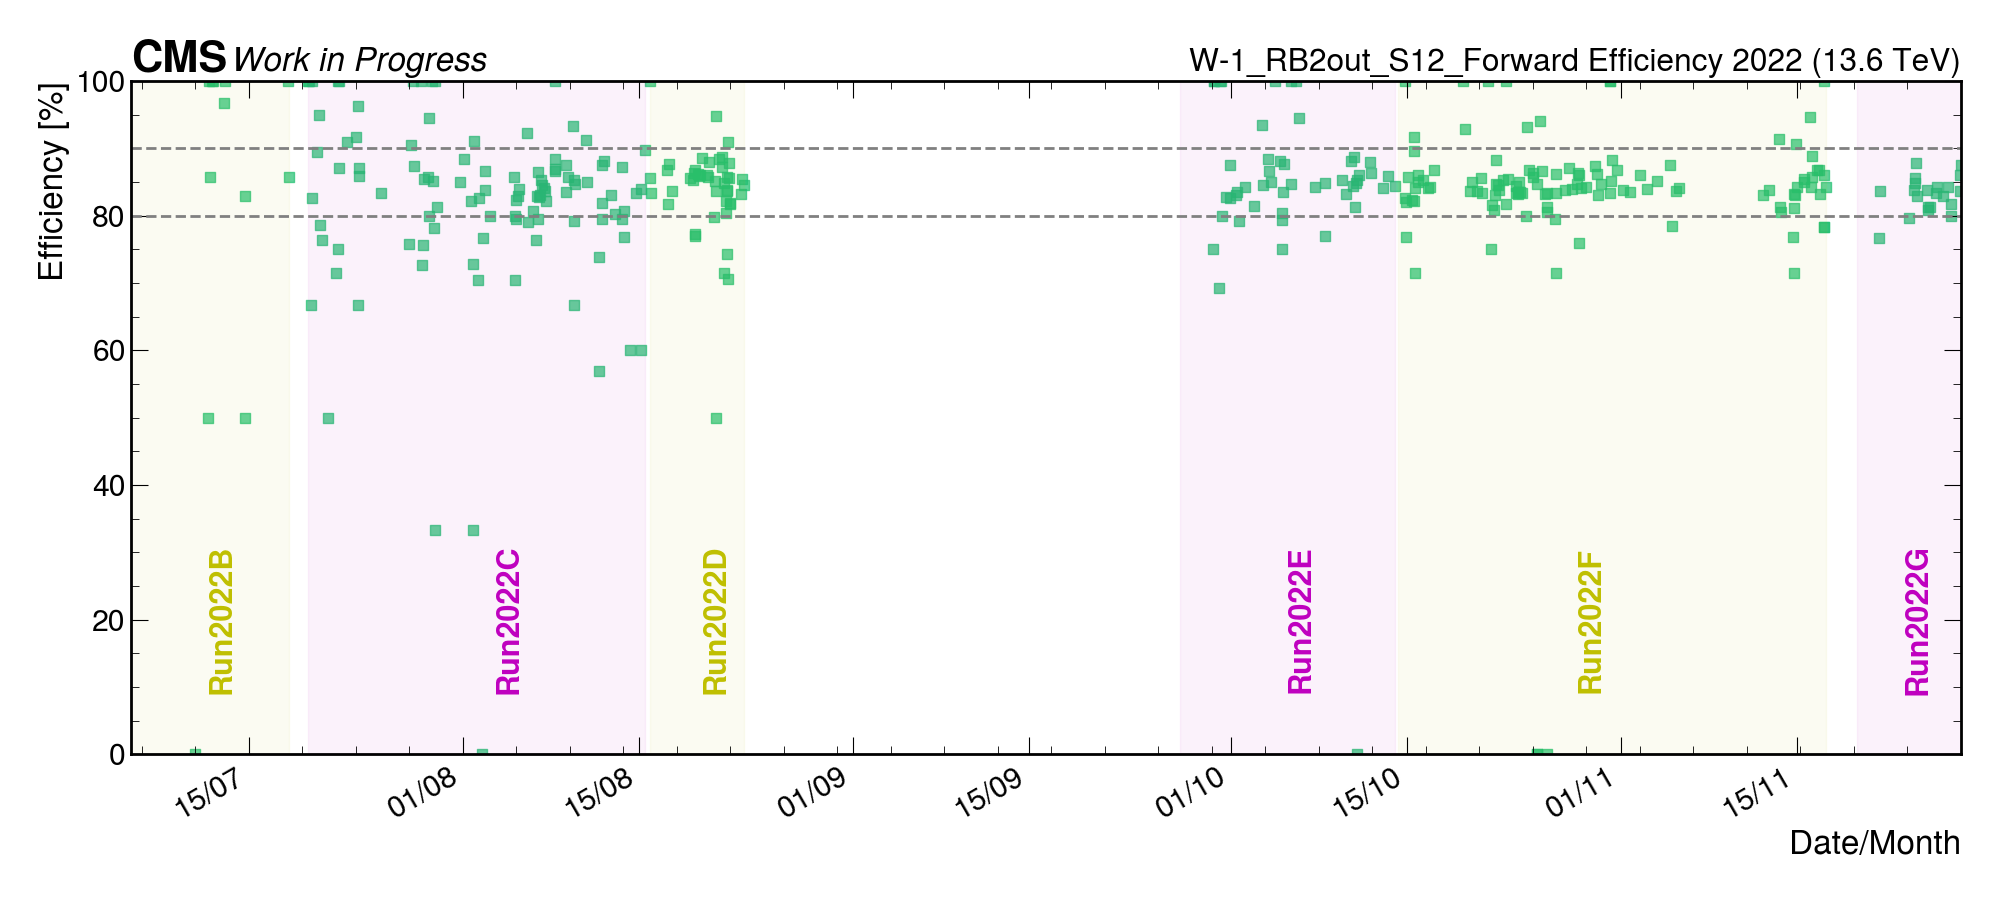 CMS Work in Progress
W-1_RB2out_S12_Forward Efficiency 2022 (13.6 TeV)
Efficiency [%]
100
80
60
40
20
0
Run2022B
Run2022C
Run2022D
Run2022E
Run2022F
Run2022G
15/07
01/08
15/08
01/09
15/09
01/10
15/10
01/11
15/11
Date/Month